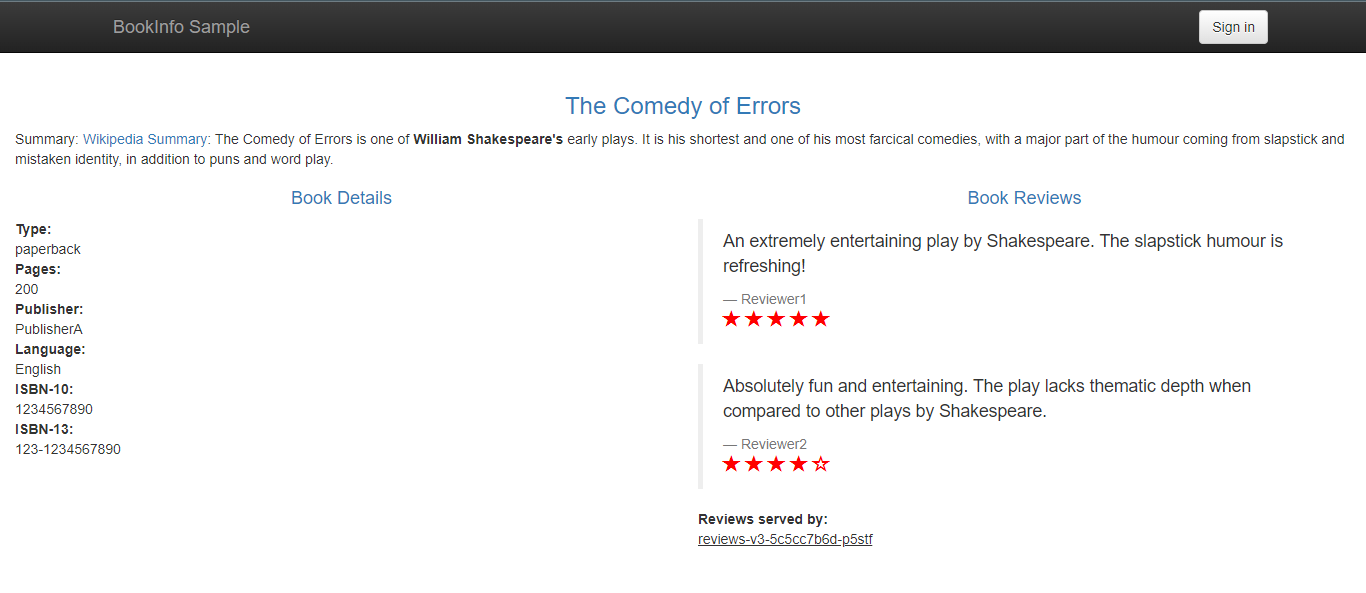 BookInfo Sample
Sign in
The Comedy of Errors
Summary: Wikipedia Summary: The Comedy of Errors is one of William Shakespeare's early plays. It is his shortest and one of his most farcical comedies, with a major part of the humour coming from slapstick and
mistaken identity, in addition to puns and word play.
Book Details
Type:
paperback
Pages:
200
Publisher:
PublisherA
Language:
English
ISBN-10:
1234567890
ISBN-13:
123-1234567890
Book Reviews
An extremely entertaining play by Shakespeare. The slapstick humour is
refreshing!
— Reviewer1
★★★★★
Absolutely fun and entertaining. The play lacks thematic depth when
compared to other plays by Shakespeare.
— Reviewer2
★★★★☆
Reviews served by:
reviews-v3-5c5cc7b6d-p5stf